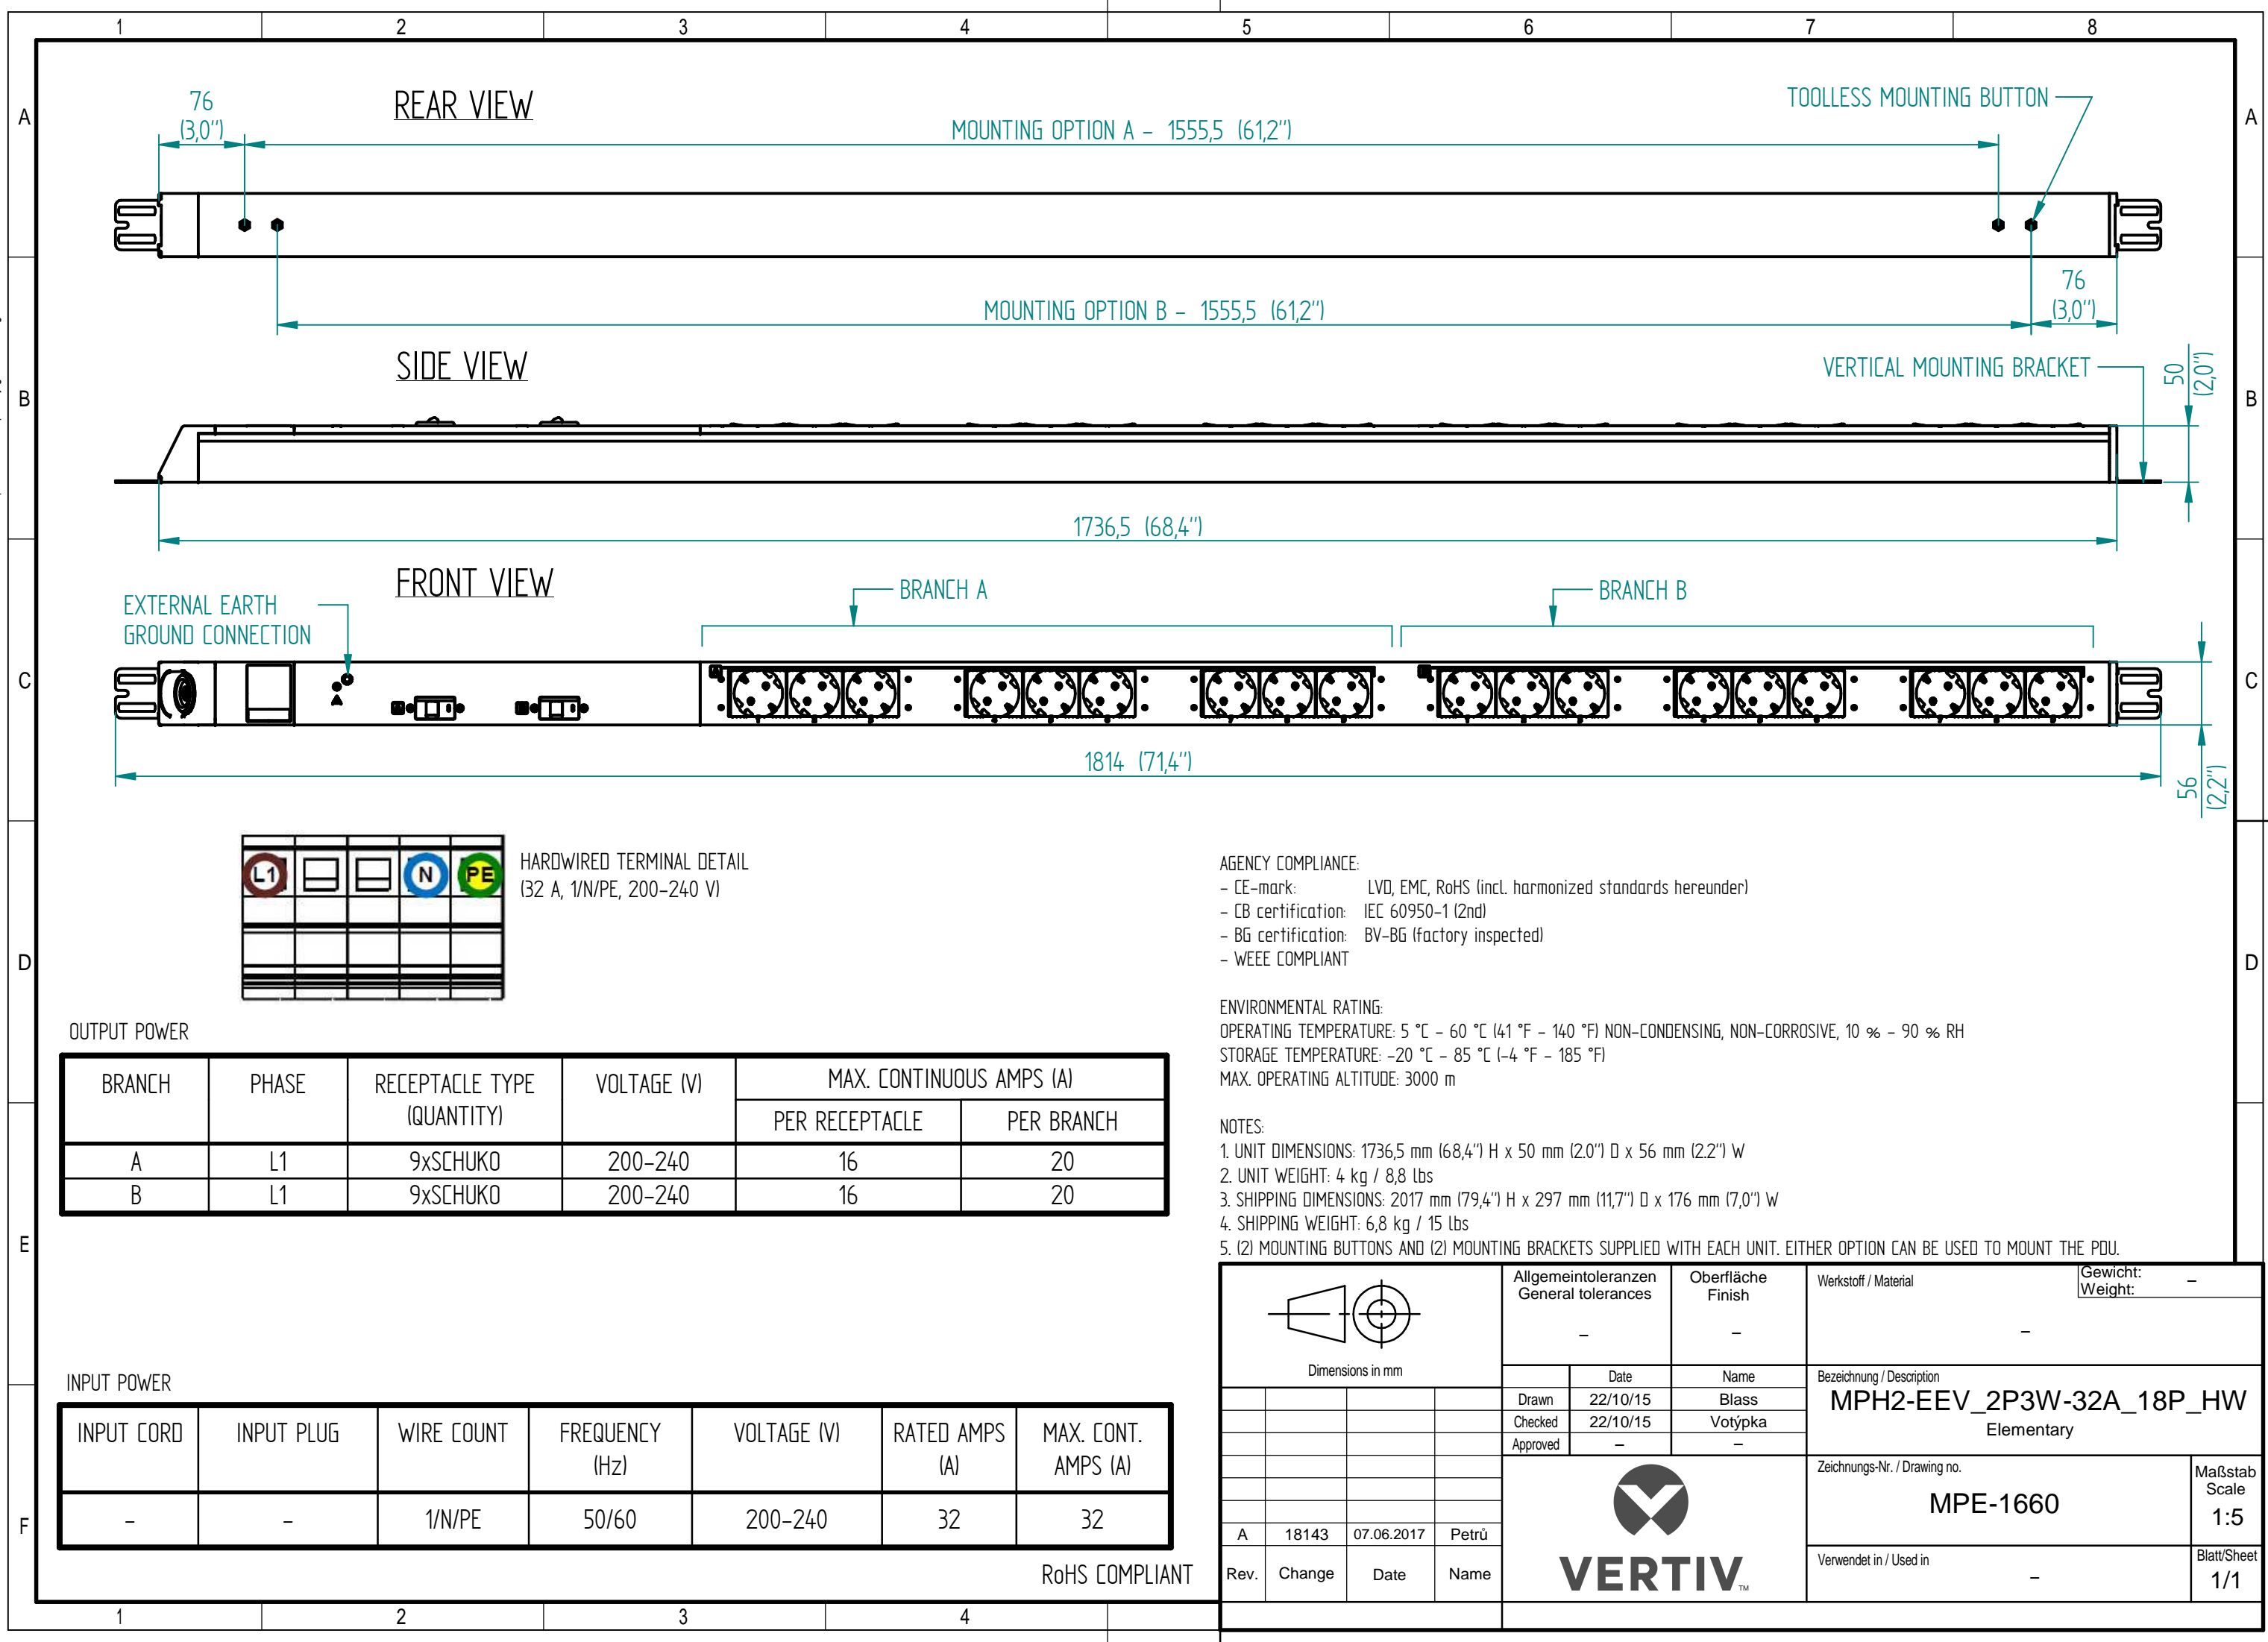 1 2 3 4 5 6 7 8
A
A
REAR VIEW
76
(3,0")
MOUNTING OPTION A - 1555,5 (61,2")
TOOLLESS MOUNTING BUTTON
MOUNTING OPTION B - 1555,5 (61,2")
76
(3,0")
SIDE VIEW
VERTICAL MOUNTING BRACKET
50
(2,0")
B
B
1736,5 (68,4")
FRONT VIEW
EXTERNAL EARTH
GROUND CONNECTION
BRANCH A
BRANCH B
C
C
1814 (71,4")
56
(2,2")
L1 N PE
HARDWIRED TERMINAL DETAIL
(32 A, 1/N/PE, 200-240 V)
AGENCY COMPLIANCE:
- CE-mark: LVD, EMC, RoHS (incl. harmonized standards hereunder)
- CB certification: IEC 60950-1 (2nd)
- BG certification: BV-BG (factory inspected)
- WEEE COMPLIANT
D
D
ENVIRONMENTAL RATING:
OPERATING TEMPERATURE: 5 °C - 60 °C (41 °F - 140 °F) NON-CONDENSING, NON-CORROSIVE, 10 % - 90 % RH
STORAGE TEMPERATURE: -20 °C - 85 °C (-4 °F - 185 °F)
MAX. OPERATING ALTITUDE: 3000 m
OUTPUT POWER
BRANCH PHASE RECEPTACLE TYPE VOLTAGE (V) MAX. CONTINUOUS AMPS (A)
(QUANTITY) PER RECEPTACLE PER BRANCH
A L1 9xSCHUKO 200-240 16 20
B L1 9xSCHUKO 200-240 16 20
NOTES:
1. UNIT DIMENSIONS: 1736,5 mm (68,4") H x 50 mm (2.0") D x 56 mm (2.2") W
2. UNIT WEIGHT: 4 kg / 8,8 lbs
3. SHIPPING DIMENSIONS: 2017 mm (79,4") H x 297 mm (11,7") D x 176 mm (7,0") W
4. SHIPPING WEIGHT: 6,8 kg / 15 lbs
5. (2) MOUNTING BUTTONS AND (2) MOUNTING BRACKETS SUPPLIED WITH EACH UNIT. EITHER OPTION CAN BE USED TO MOUNT THE PDU.
E
INPUT POWER
INPUT CORD INPUT PLUG WIRE COUNT FREQUENCY VOLTAGE (V) RATED AMPS MAX. CONT.
(Hz) (A) AMPS (A)
- - 1/N/PE 50/60 200-240 32 32
F
RoHS COMPLIANT
Dimensions in mm
Allgemeintoleranzen
General tolerances
-
Oberfläche
Finish
-
Werkstoff / Material
-
Gewicht:
Weight: -
Date Name
Drawn 22/10/15 Blass
Checked 22/10/15 Votýpka
Approved - -
Bezeichnung / Description
MPH2-EEV_2P3W-32A_18P_HW
Elementary
Zeichnungs-Nr. / Drawing no.
MPE-1660
Maßstab
Scale
1:5
A 18143 07.06.2017 Petrů
Rev. Change Date Name
VERTIV™
Verwendet in / Used in
-
Blatt/Sheet
1/1
1 2 3 4